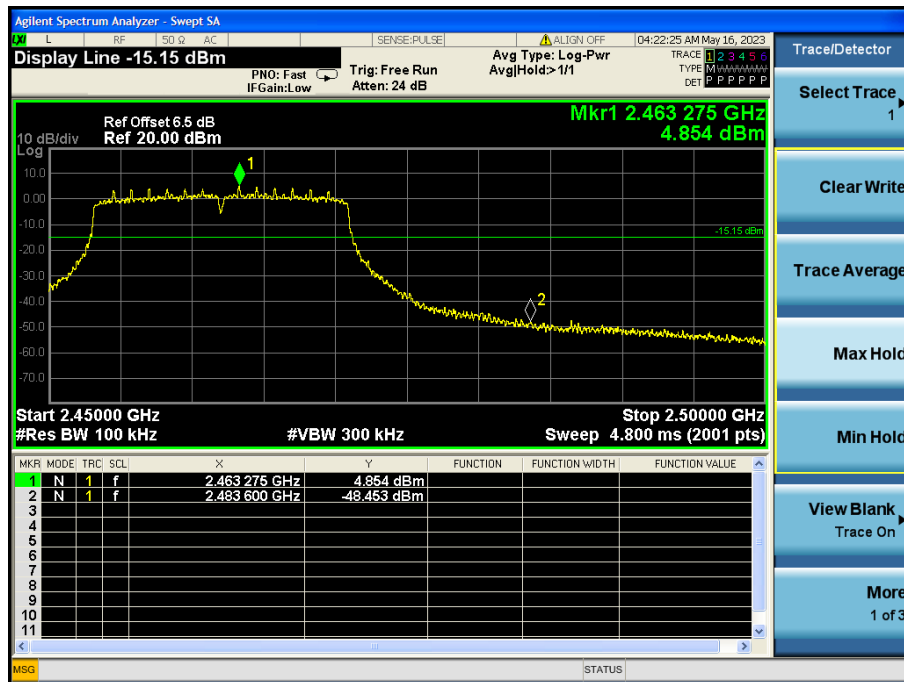 Agilent Spectrum Analyzer - Swept SA
LXI L RF 50 Ω AC SENSE:PULSE ALIGN OFF 04:22:25 AM May 16, 2023
Display Line -15.15 dBm
PNO: Fast
IFGain:Low
Trig: Free Run
Atten: 24 dB
Avg Type: Log-Pwr
Avg|Hold:>1/1
TRACE 1 2 3 4 5 6
TYPE M W W W W W
DET P P P P P P
Trace/Detector
Select Trace
1
Clear Write
Trace Average
Max Hold
Min Hold
View Blank
Trace On
More
1 of 3
Mkr1 2.463 275 GHz
4.854 dBm
Ref Offset 6.5 dB
10 dB/div Ref 20.00 dBm
Log
10.0
0.00
-10.0
-20.0
-30.0
-40.0
-50.0
-60.0
-70.0
1
-15.15 dBm
2
Start 2.45000 GHz Stop 2.50000 GHz
#Res BW 100 kHz #VBW 300 kHz Sweep 4.800 ms (2001 pts)
MKR MODE TRC SCL X Y FUNCTION FUNCTION WIDTH FUNCTION VALUE
1 N 1 f 2.463 275 GHz 4.854 dBm
2 N 1 f 2.483 600 GHz -48.453 dBm
3
4
5
6
7
8
9
10
11
MSG STATUS